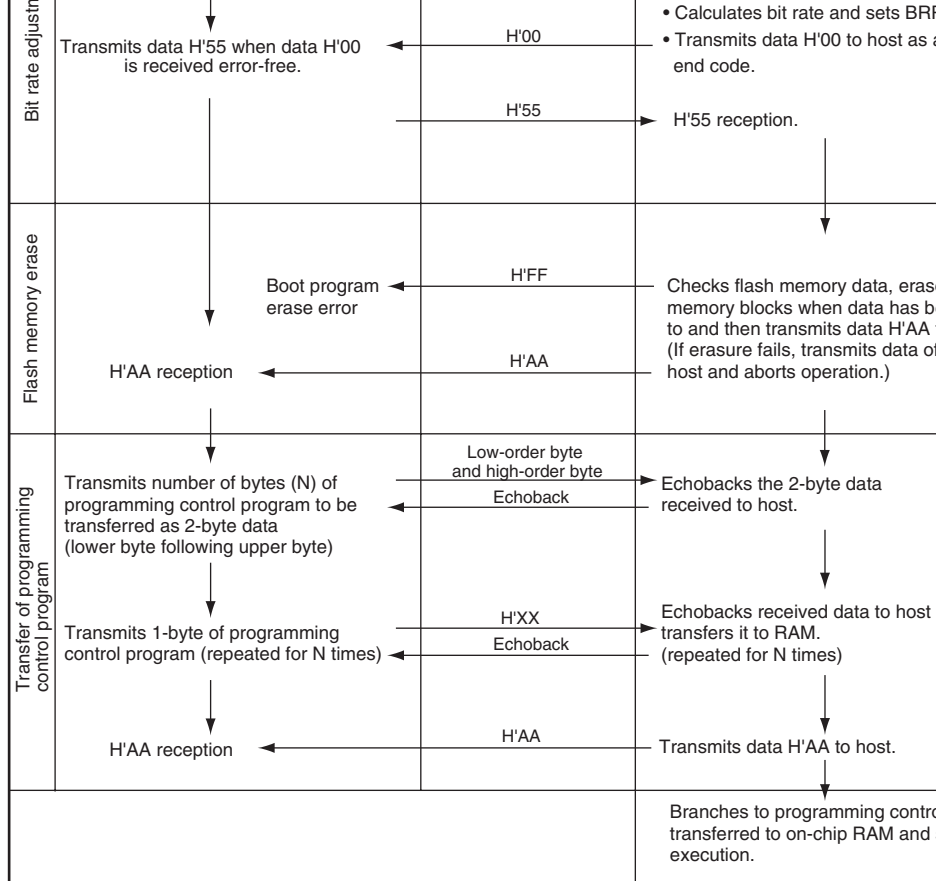 Bit rate
• Calculates bit rate and sets
• Transmits data H'00 to host as
end code.
Transmits data H'55 when data H'00
is received error-free.
H'00
H'55
H'55 reception.
Flash memory erase
Boot program
erase error
H'FF
Checks flash memory data,
memory blocks when data has
to and then transmits data H'AA
(If erasure fails, transmits data
host and aborts operation.)
H'AA reception
H'AA
Transfer of programming
control program
Transmits number of bytes (N) of
programming control program to be
transferred as 2-byte data
(lower byte following upper byte)
Low-order byte
and high-order byte
Echoback
Echobacks the 2-byte data
received to host.
Transmits 1-byte of programming
control program (repeated for N times)
H'XX
Echoback
Echobacks received data to host
transfers it to RAM.
(repeated for N times)
H'AA reception
H'AA
Transmits data H'AA to host.
Branches to programming
transferred to on-chip RAM and
execution.